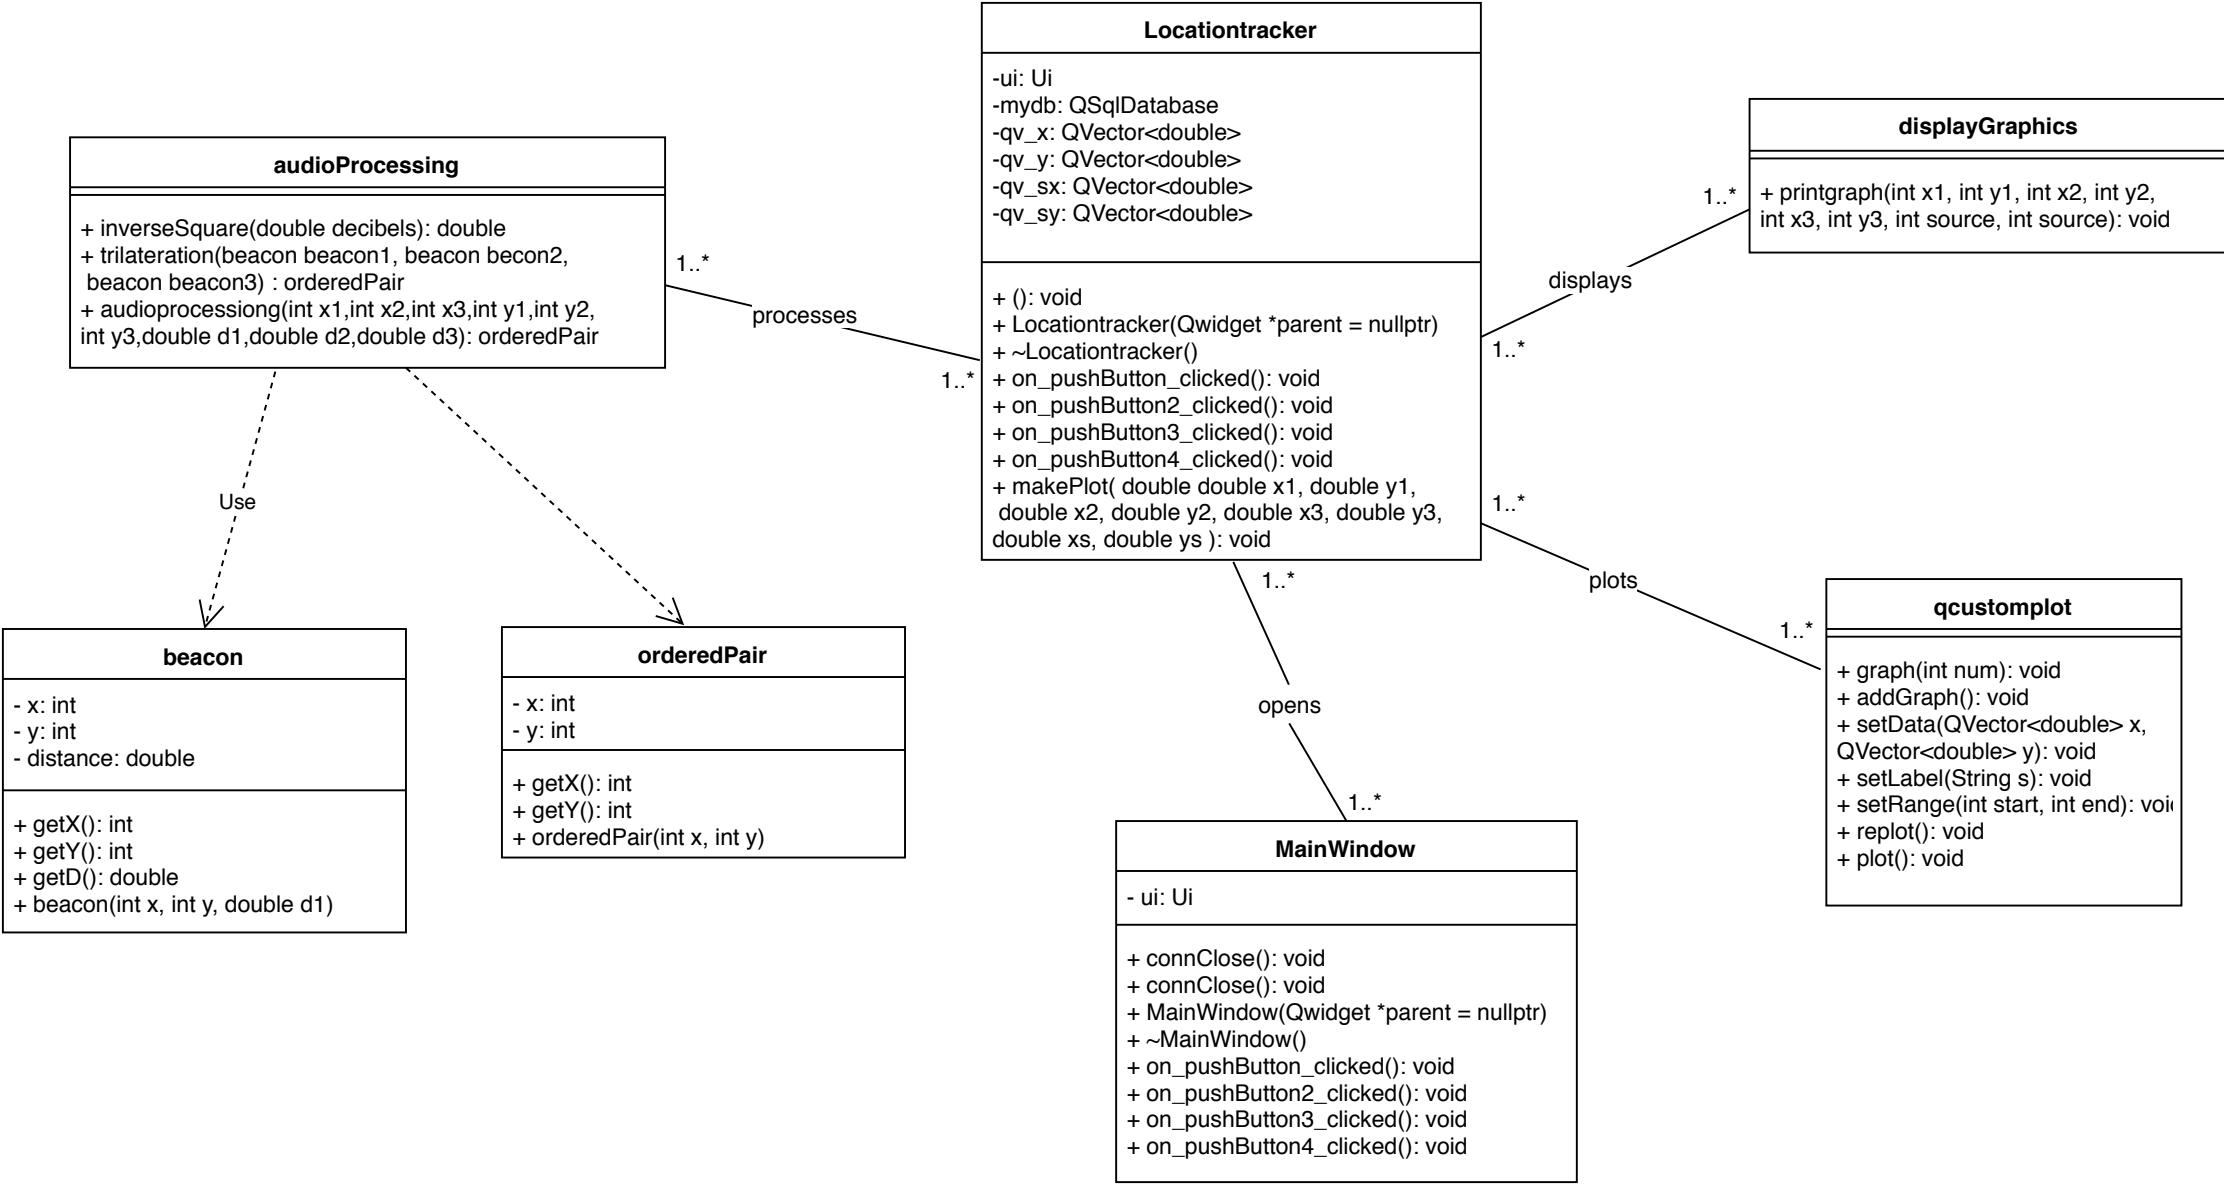 Locationtracker
-ui: Ui
-mydb: QSqlDatabase
-qv_x: QVector<double>
-qv_y: QVector<double>
-qv_sx: QVector<double>
-qv_sy: QVector<double>
+ (): void
+ Locationtracker(Qwidget *parent = nullptr)
+ ~Locationtracker()
+ on_pushButton_clicked(): void
+ on_pushButton2_clicked(): void
+ on_pushButton3_clicked(): void
+ on_pushButton4_clicked(): void
+ makePlot( double double x1, double y1,
double x2, double y2, double x3, double y3,
double xs, double ys ): void
displayGraphics
+ printgraph(int x1, int y1, int x2, int y2,
int x3, int y3, int source, int source): void
1..*
displays
1..*
audioProcessing
+ inverseSquare(double decibels): double
+ trilateration(beacon beacon1, beacon becon2,
beacon beacon3) : orderedPair
+ audioprocessiong(int x1,int x2,int x3,int y1,int y2,
int y3,double d1,double d2,double d3): orderedPair
1..*
processes
1..*
Use
1..*
plots
1..*
1..*
opens
1..*
beacon
- x: int
- y: int
- distance: double
+ getX(): int
+ getY(): int
+ getD(): double
+ beacon(int x, int y, double d1)
orderedPair
- x: int
- y: int
+ getX(): int
+ getY(): int
+ orderedPair(int x, int y)
qcustomplot
+ graph(int num): void
+ addGraph(): void
+ setData(QVector<double> x,
QVector<double> y): void
+ setLabel(String s): void
+ setRange(int start, int end): voi
+ replot(): void
+ plot(): void
MainWindow
- ui: Ui
+ connClose(): void
+ connClose(): void
+ MainWindow(Qwidget *parent = nullptr)
+ ~MainWindow()
+ on_pushButton_clicked(): void
+ on_pushButton2_clicked(): void
+ on_pushButton3_clicked(): void
+ on_pushButton4_clicked(): void